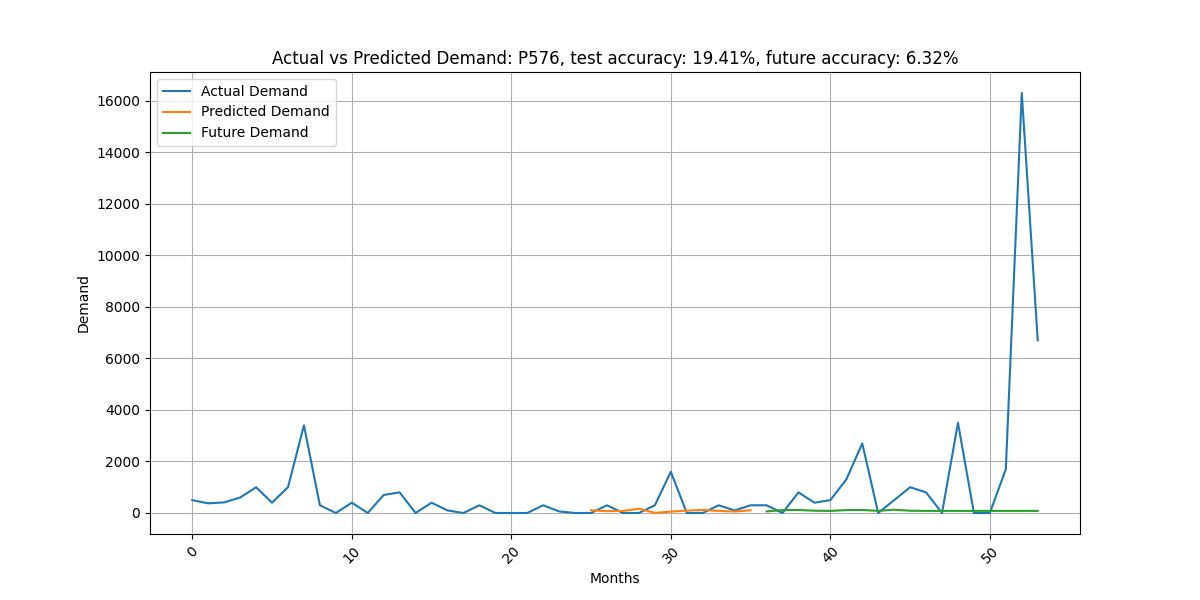 Actual vs Predicted Demand: P576, test accuracy: 19.41%, future accuracy: 6.32%
Actual Demand
Predicted Demand
Future Demand
16000
14000
12000
10000
8000
6000
4000
2000
0
Demand
0
10
20
30
40
50
Months